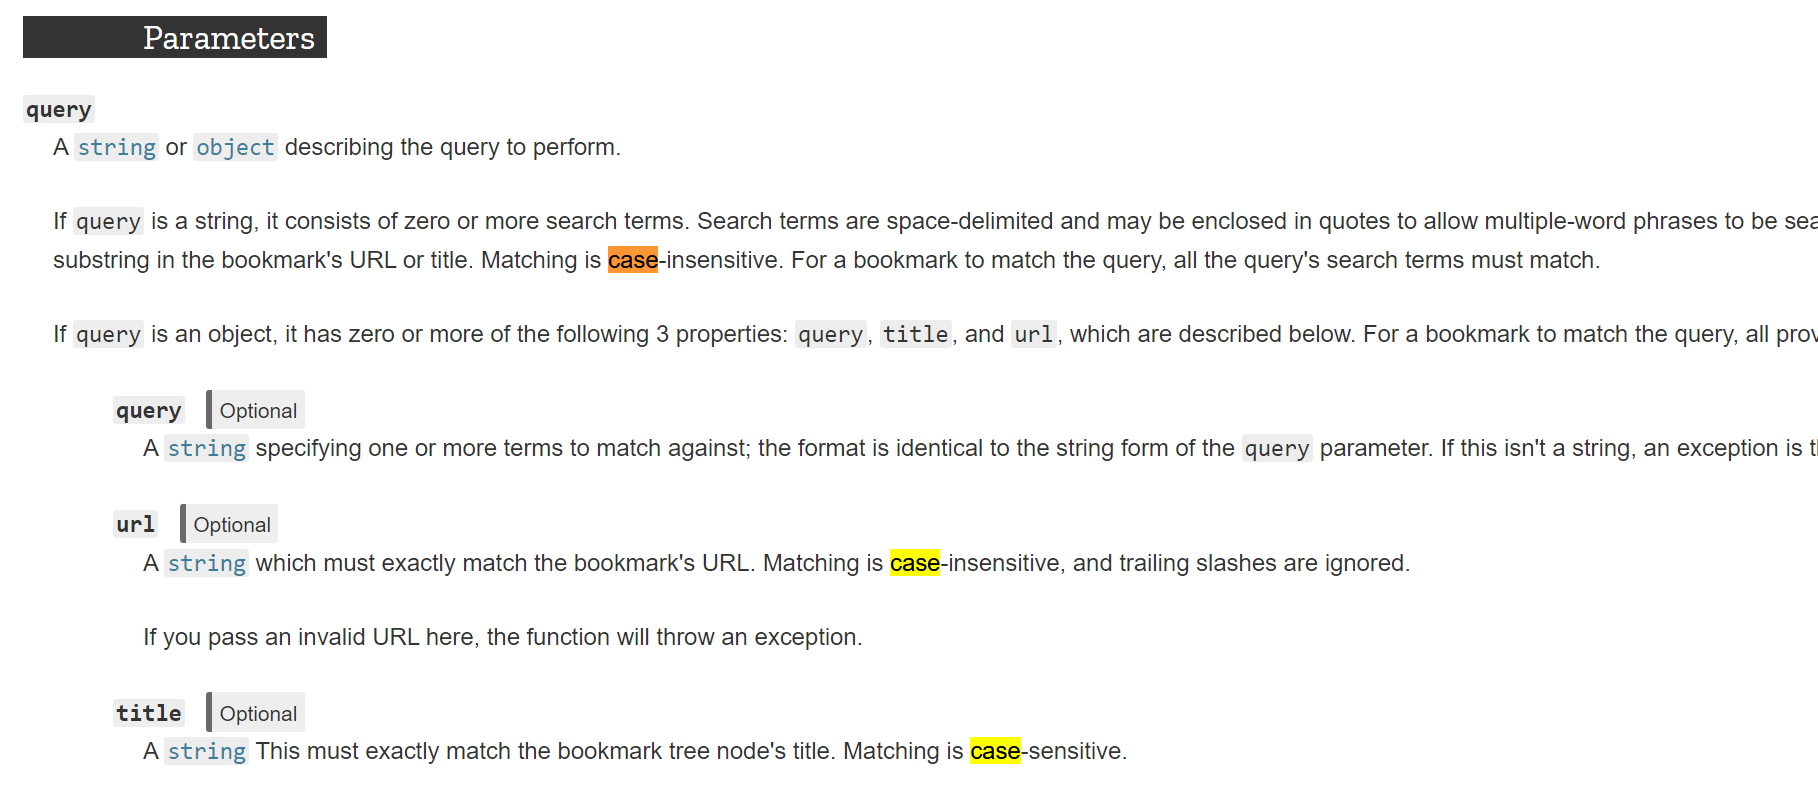 Parameters
query
A string or object describing the query to perform.
If query is a string, it consists of zero or more search terms. Search terms are space-delimited and may be enclosed in quotes to allow multiple-word phrases to be
substring in the bookmark's URL or title. Matching is case-insensitive. For a bookmark to match the query, all the query's search terms must match.
If query is an object, it has zero or more of the following 3 properties: query, title, and url, which are described below. For a bookmark to match the query, all
query Optional
A string specifying one or more terms to match against; the format is identical to the string form of the query parameter. If this isn't a string, an exception is
url Optional
A string which must exactly match the bookmark's URL. Matching is case-insensitive, and trailing slashes are ignored.
If you pass an invalid URL here, the function will throw an exception.
title Optional
A string This must exactly match the bookmark tree node's title. Matching is case-sensitive.